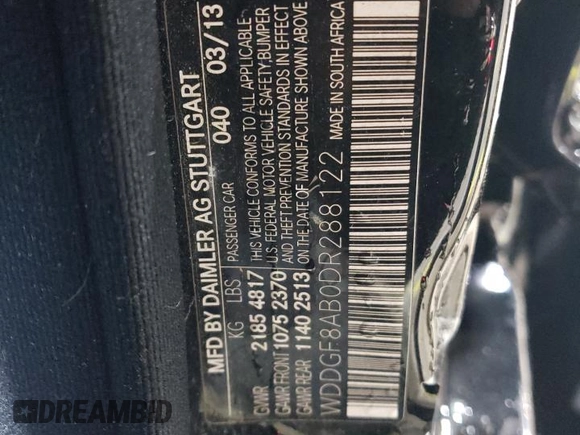 MFD BY DAIMLER AG STUTTGART
040 03/13
KG LBS PASSENGER CAR
GVWR 2185 4817
GAWR FRONT 1075 2370
GAWR REAR 1140 2513
THIS VEHICLE CONFORMS TO ALL APPLICABLE
U.S. FEDERAL MOTOR VEHICLE SAFETY, BUMPER
AND THEFT PREVENTION STANDARDS IN EFFECT
ON THE DATE OF MANUFACTURE SHOWN ABOVE
WDDGF8AB0DR288122
MADE IN SOUTH AFRICA
DREAMBID